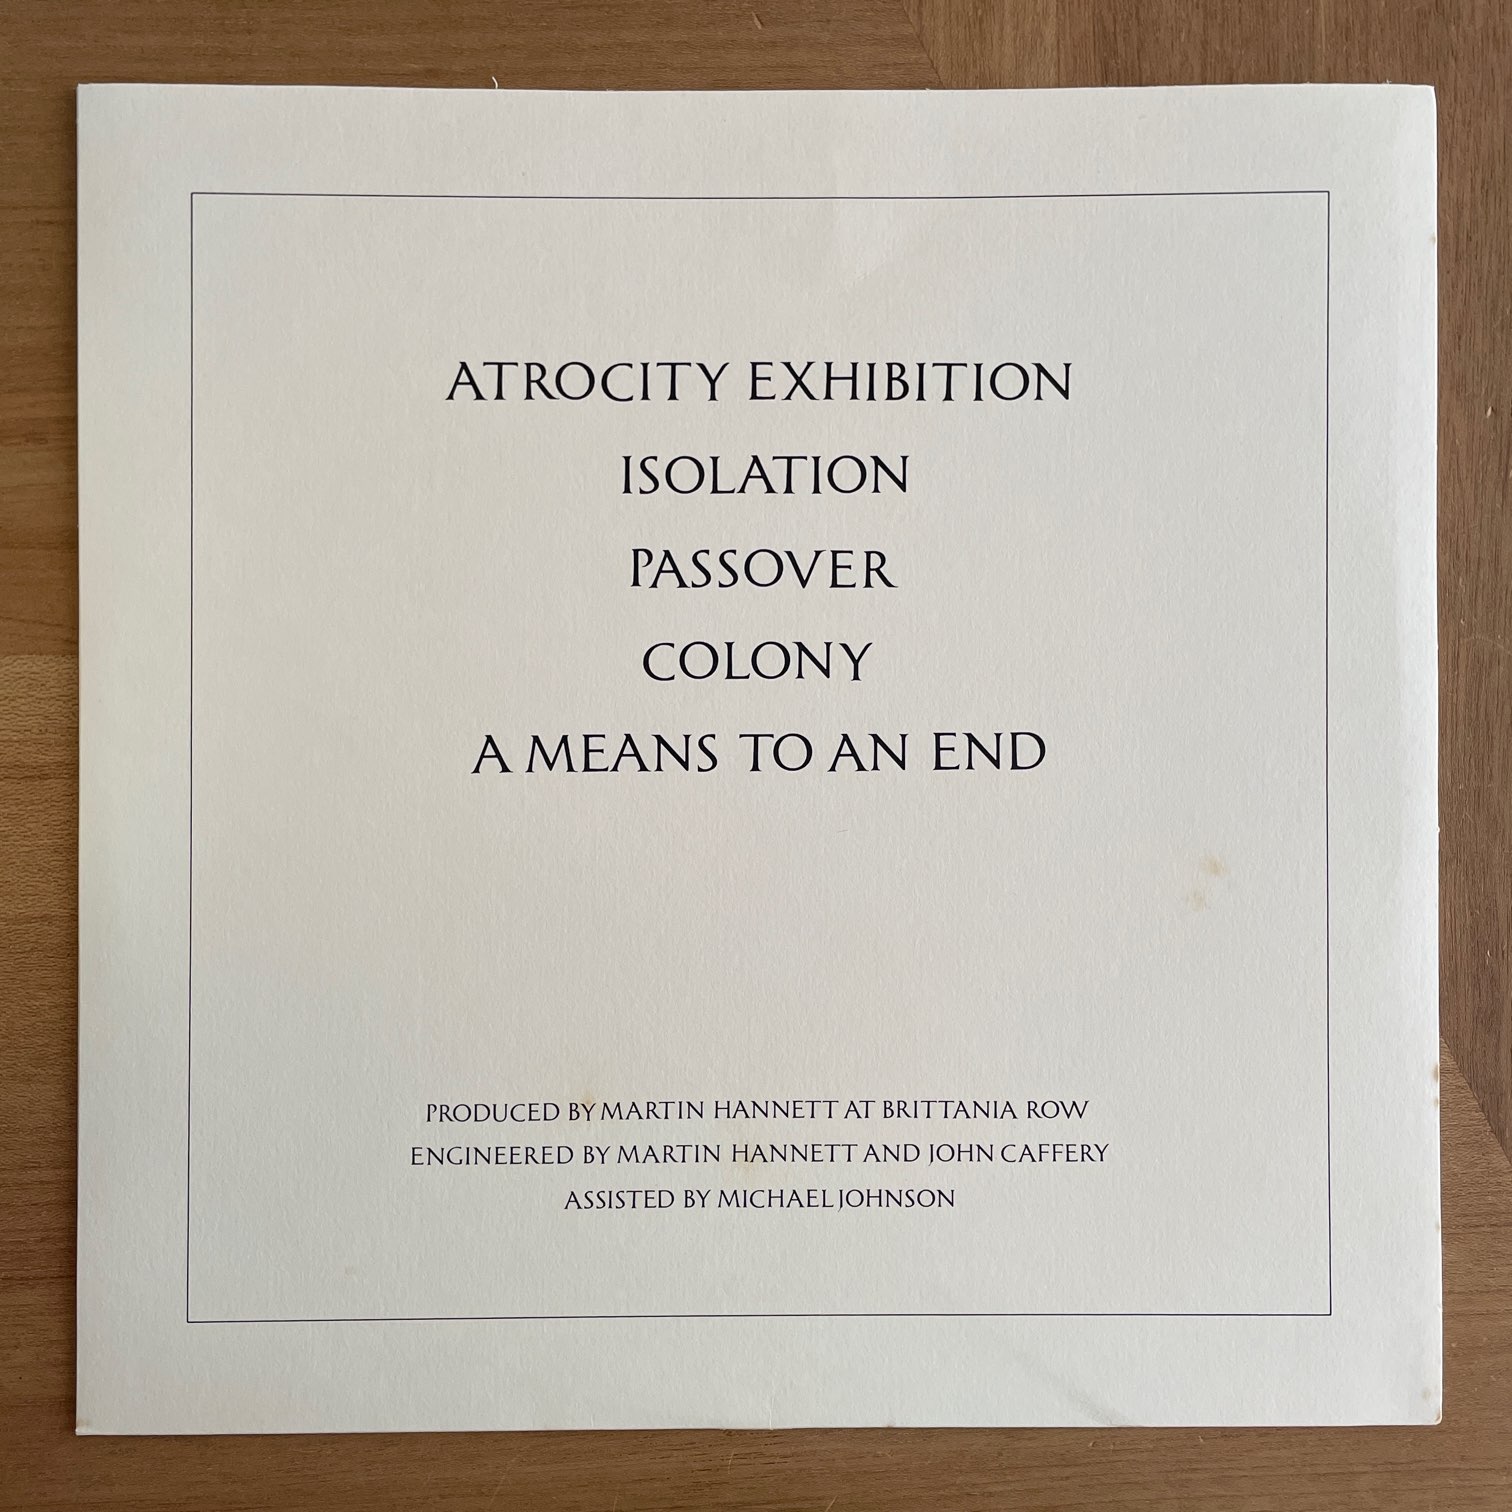 ATROCITY EXHIBITION
ISOLATION
PASSOVER
COLONY
A MEANS TO AN END
PRODUCED BY MARTIN HANNETT AT BRITTANIA ROW
ENGINEERED BY MARTIN HANNETT AND JOHN CAFFERY
ASSISTED BY MICHAEL JOHNSON